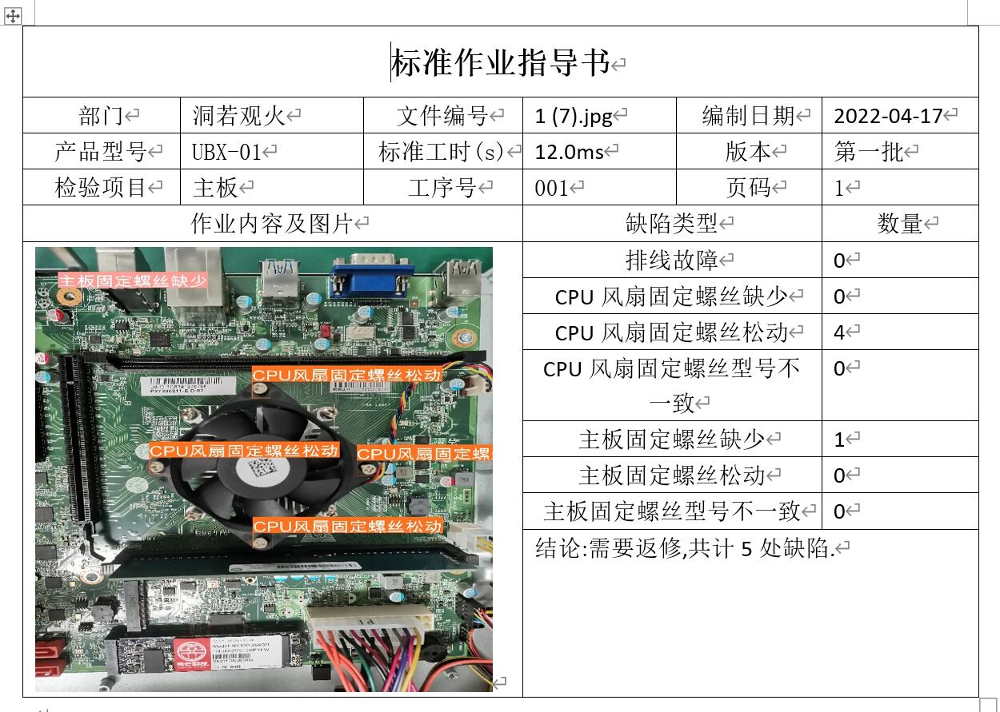 标准作业指导书
部门 洞若观火 文件编号 1 (7).jpg 编制日期 2022-04-17
产品型号 UBX-01 标准工时(s) 12.0ms 版本 第一批
检验项目 主板 工序号 001 页码 1
作业内容及图片 缺陷类型 数量
排线故障 0
CPU 风扇固定螺丝缺少 0
CPU 风扇固定螺丝松动 4
CPU 风扇固定螺丝型号不
一致 0
主板固定螺丝缺少 1
主板固定螺丝松动 0
主板固定螺丝型号不一致 0
结论:需要返修,共计 5 处缺陷.
主板固定螺丝缺少
CPU风扇固定螺丝松动
CPU风扇固定螺丝松动
CPU风扇固定螺丝
CPU风扇固定螺丝松动
P1